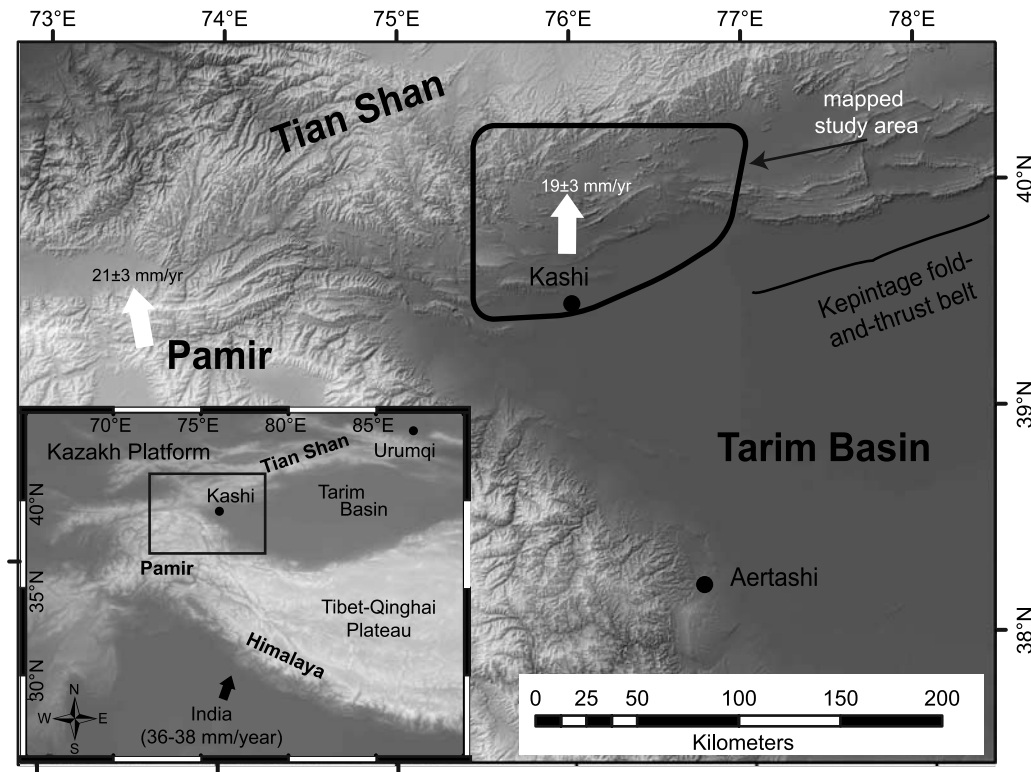 73°E 74°E 75°E 76°E 77°E 78°E
Tian Shan
mapped
study area
40°N
19±3 mm/yr
Kashi
21±3 mm/yr
Pamir
Kepintage fold-
and-thrust belt
39°N
Tarim Basin
Aertashi
38°N
70°E 75°E 80°E 85°E
Kazakh Platform
Tian Shan
Urumqi
40°N
Kashi
Tarim
Basin
Pamir
35°N
Tibet-Qinghai
Plateau
Himalaya
30°N
N
W E
S
India
(36-38 mm/year)
0 25 50 100 150 200
Kilometers